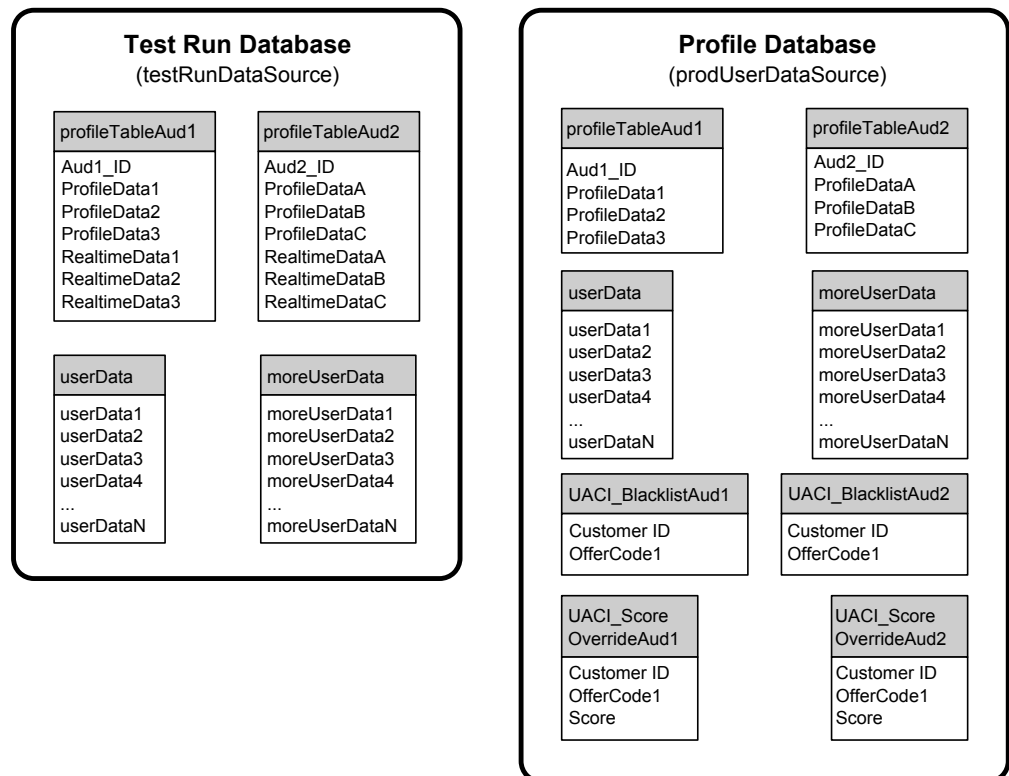 Test Run Database
(testRunDataSource)
profileTableAud1
Aud1_ID
ProfileData1
ProfileData2
ProfileData3
RealtimeData1
RealtimeData2
RealtimeData3
profileTableAud2
Aud2_ID
ProfileDataA
ProfileDataB
ProfileDataC
RealtimeDataA
RealtimeDataB
RealtimeDataC
userData
userData1
userData2
userData3
userData4
...
userDataN
moreUserData
moreUserData1
moreUserData2
moreUserData3
moreUserData4
...
moreUserDataN
Profile Database
(prodUserDataSource)
profileTableAud1
Aud1_ID
ProfileData1
ProfileData2
ProfileData3
profileTableAud2
Aud2_ID
ProfileDataA
ProfileDataB
ProfileDataC
userData
userData1
userData2
userData3
userData4
...
userDataN
moreUserData
moreUserData1
moreUserData2
moreUserData3
moreUserData4
...
moreUserDataN
UACI_BlacklistAud1
Customer ID
OfferCode1
UACI_BlacklistAud2
Customer ID
OfferCode1
UACI_Score
OverrideAud1
Customer ID
OfferCode1
Score
UACI_Score
OverrideAud2
Customer ID
OfferCode1
Score